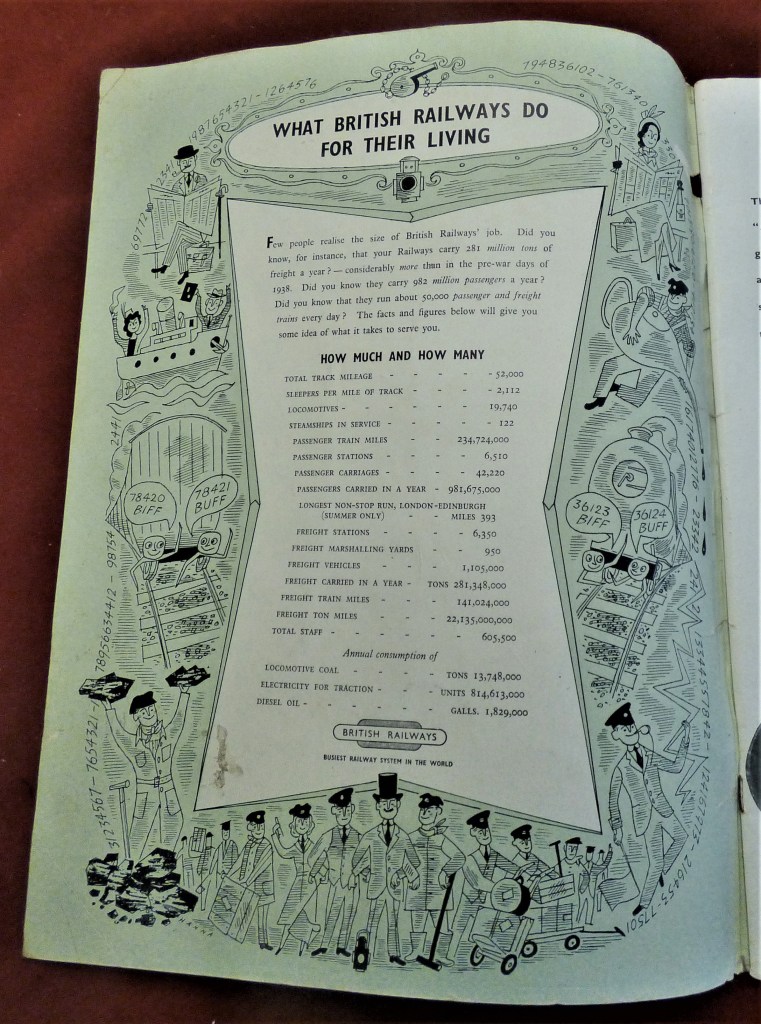 WHAT BRITISH RAILWAYS DO
FOR THEIR LIVING
Few people realise the size of British Railways' job. Did you
know, for instance, that your Railways carry 281 million tons of
freight a year? — considerably more than in the pre-war days of
1938. Did you know they carry 982 million passengers a year?
Did you know that they run about 50,000 passenger and freight
trains every day? The facts and figures below will give you
some idea of what it takes to serve you.
HOW MUCH AND HOW MANY
TOTAL TRACK MILEAGE - - - - - 52,000
SLEEPERS PER MILE OF TRACK - - - - 2,112
LOCOMOTIVES - - - - - - 19,740
STEAMSHIPS IN SERVICE - - - - - 122
PASSENGER TRAIN MILES - - 234,724,000
PASSENGER STATIONS - - - - 6,510
PASSENGER CARRIAGES - - - - 42,220
PASSENGERS CARRIED IN A YEAR - 981,675,000
LONGEST NON-STOP RUN, LONDON-EDINBURGH
(SUMMER ONLY) - - MILES 393
FREIGHT STATIONS - - - - 6,350
FREIGHT MARSHALLING YARDS - - 950
FREIGHT VEHICLES - - - 1,105,000
FREIGHT CARRIED IN A YEAR - TONS 281,348,000
FREIGHT TRAIN MILES - - - 141,024,000
FREIGHT TON MILES - - - 22,135,000,000
TOTAL STAFF - - - - - - 605,500
Annual consumption of
LOCOMOTIVE COAL - - - - TONS 13,748,000
ELECTRICITY FOR TRACTION - - - UNITS 814,613,000
DIESEL OIL - - - - - GALLS. 1,829,000
BRITISH RAILWAYS
BUSIEST RAILWAY SYSTEM IN THE WORLD
78420
BIFF
78421
BUFF
36123
BIFF
36124
BUFF
HANNA